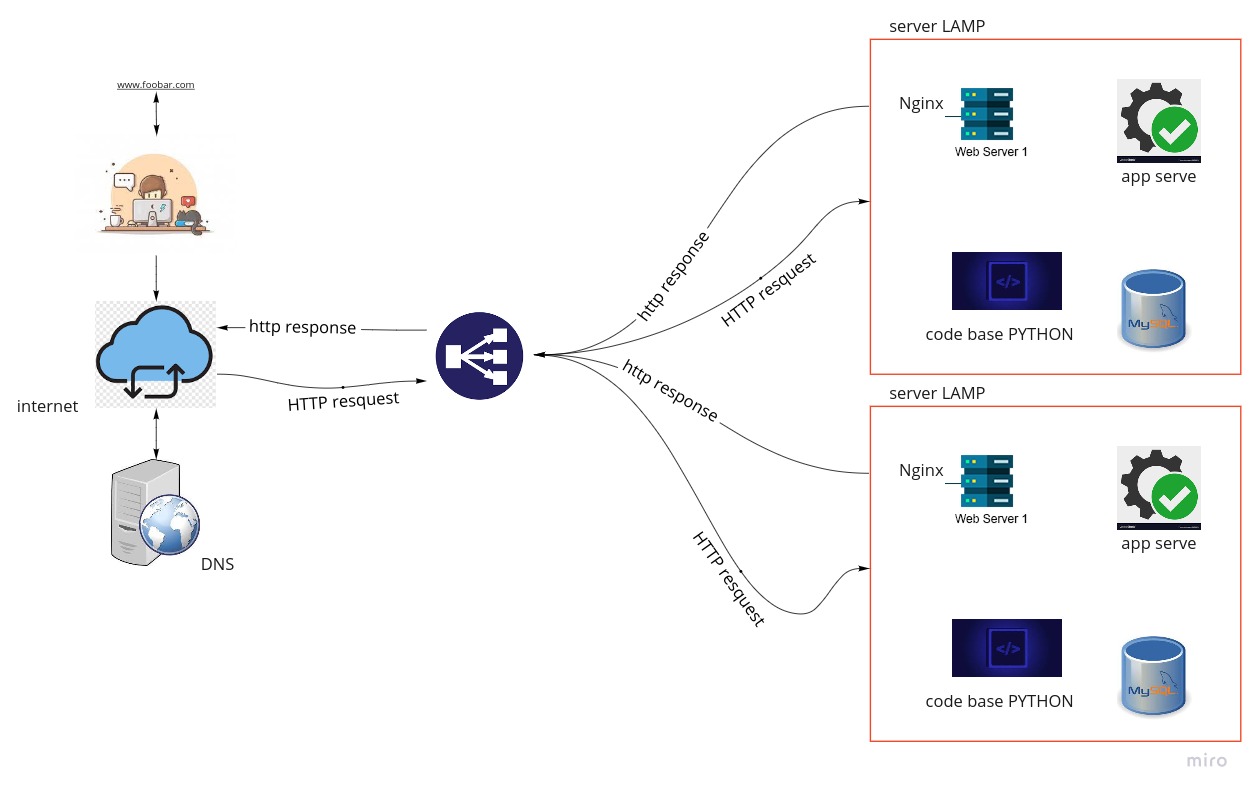 server LAMP
www.foobar.com
Nginx
Web Server 1
app serve
http response
HTTP resquest
code base PYTHON
MySQL
http response
HTTP resquest
internet
DNS
http response
HTTP resquest
server LAMP
Nginx
Web Server 1
app serve
code base PYTHON
MySQL
miro